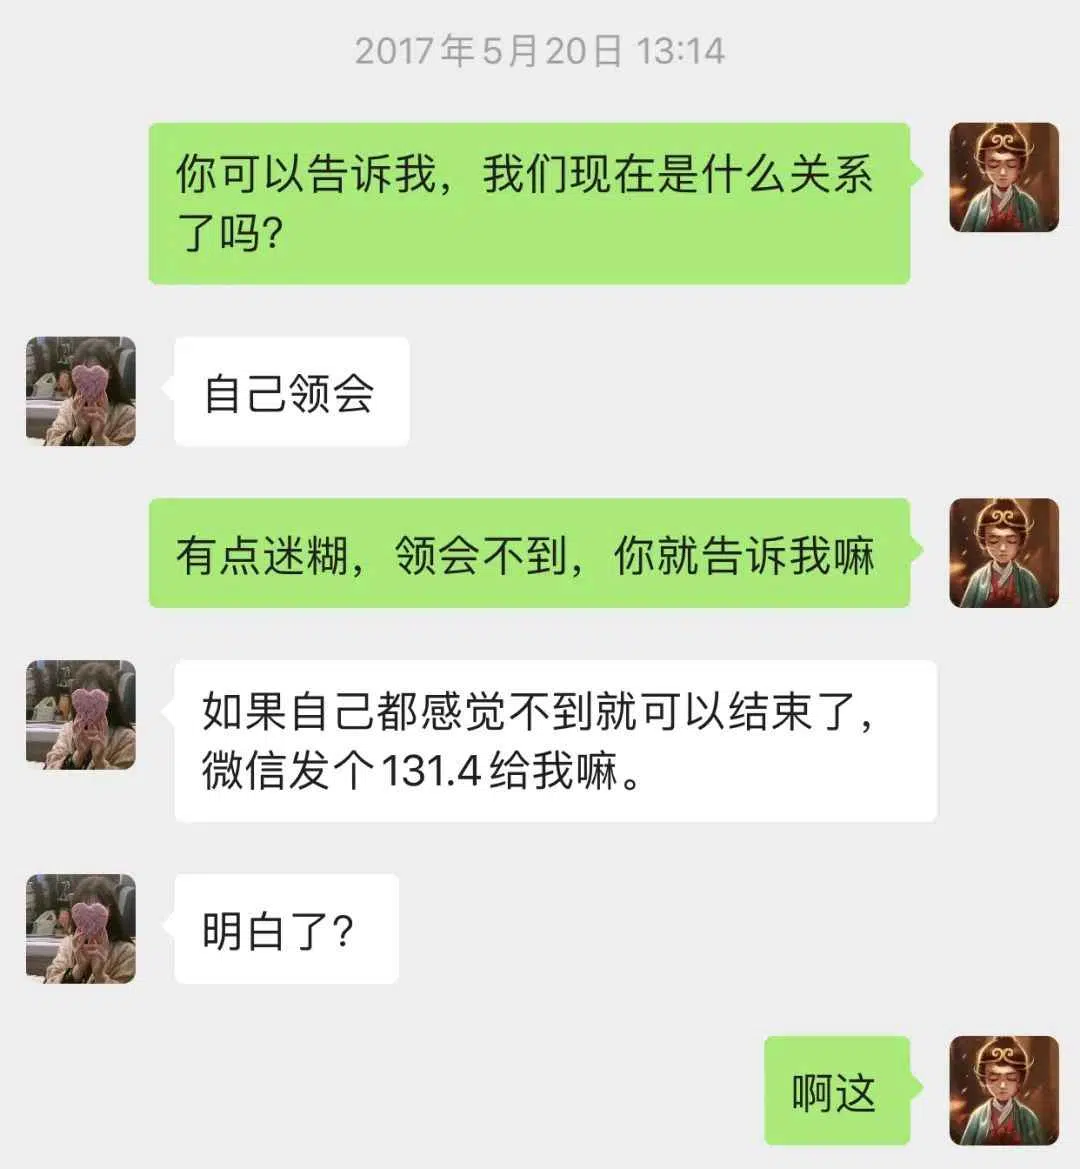 2017年5月20日 13:14
你可以告诉我，我们现在是什么关系
了吗？
自己领会
有点迷糊，领会不到，你就告诉我嘛
如果自己都感觉不到就可以结束了，
微信发个131.4给我嘛。
明白了？
啊这